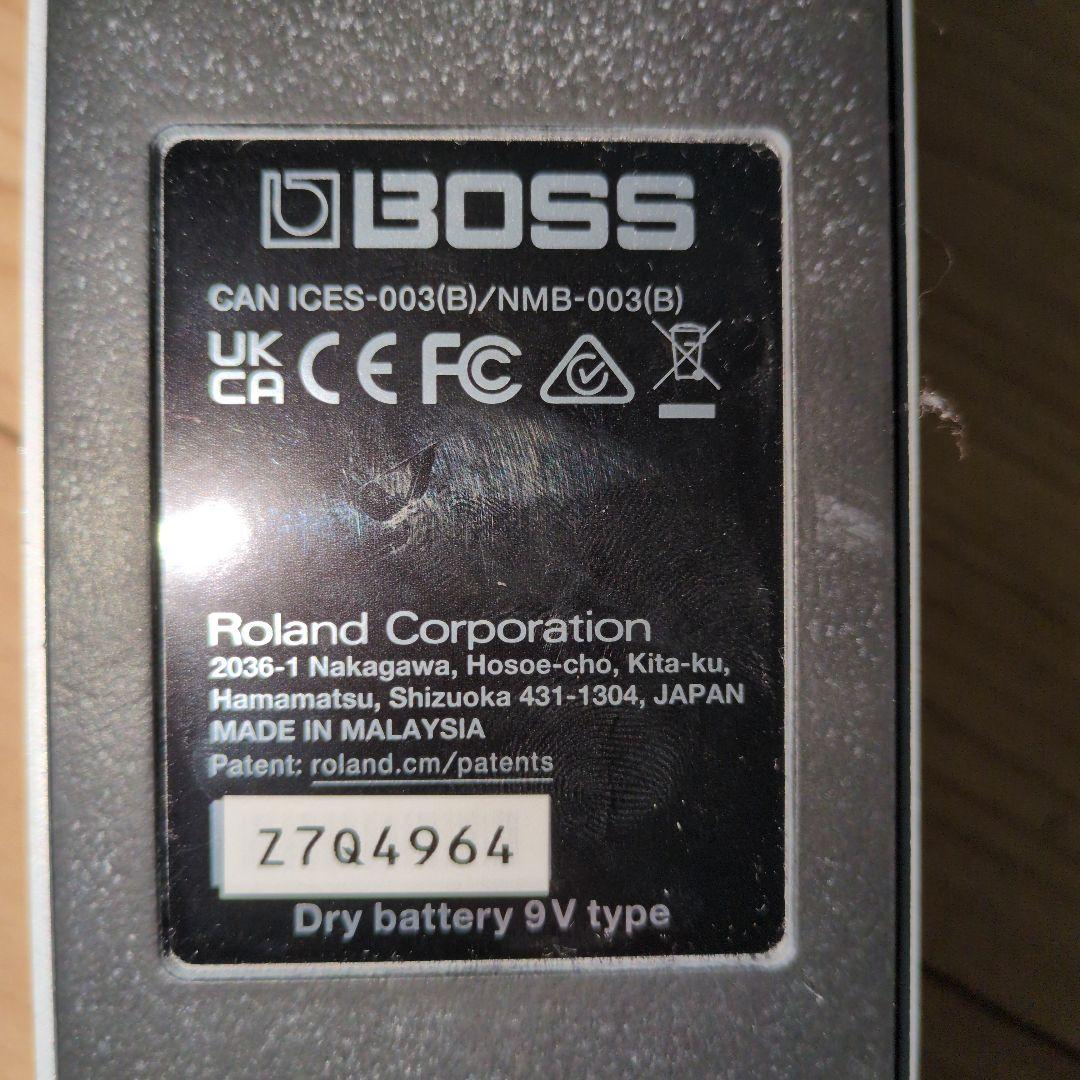 BOSS
CAN ICES-003(B)/NMB-003(B)
UK CA CE FC
Roland Corporation
2036-1 Nakagawa, Hosoe-cho, Kita-ku,
Hamamatsu, Shizuoka 431-1304, JAPAN
MADE IN MALAYSIA
Patent: roland.cm/patents
Z7Q4964
Dry battery 9V type